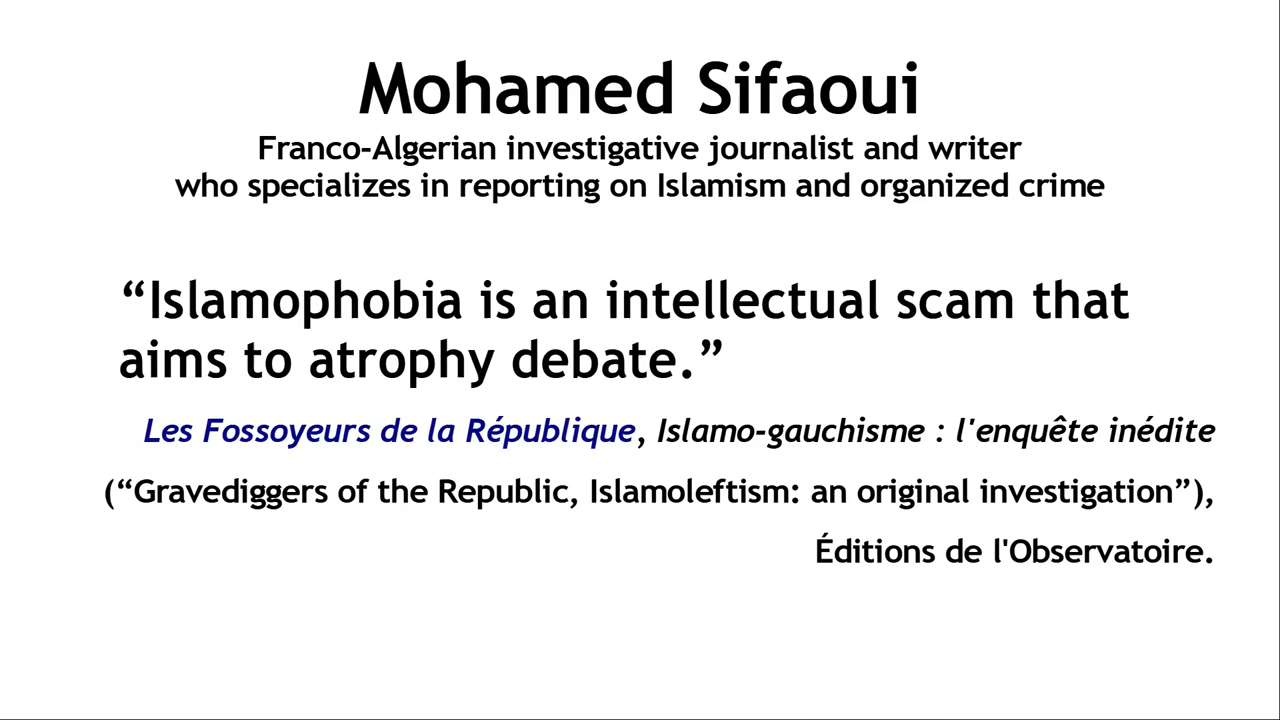 Mohamed Sifaoui
Franco-Algerian investigative journalist and writer
who specializes in reporting on Islamism and organized crime
“Islamophobia is an intellectual scam that
aims to atrophy debate.”
Les Fossoyeurs de la République, Islamo-gauchisme : l'enquête inédite
(“Gravediggers of the Republic, Islamoleftism: an original investigation”),
Éditions de l'Observatoire.